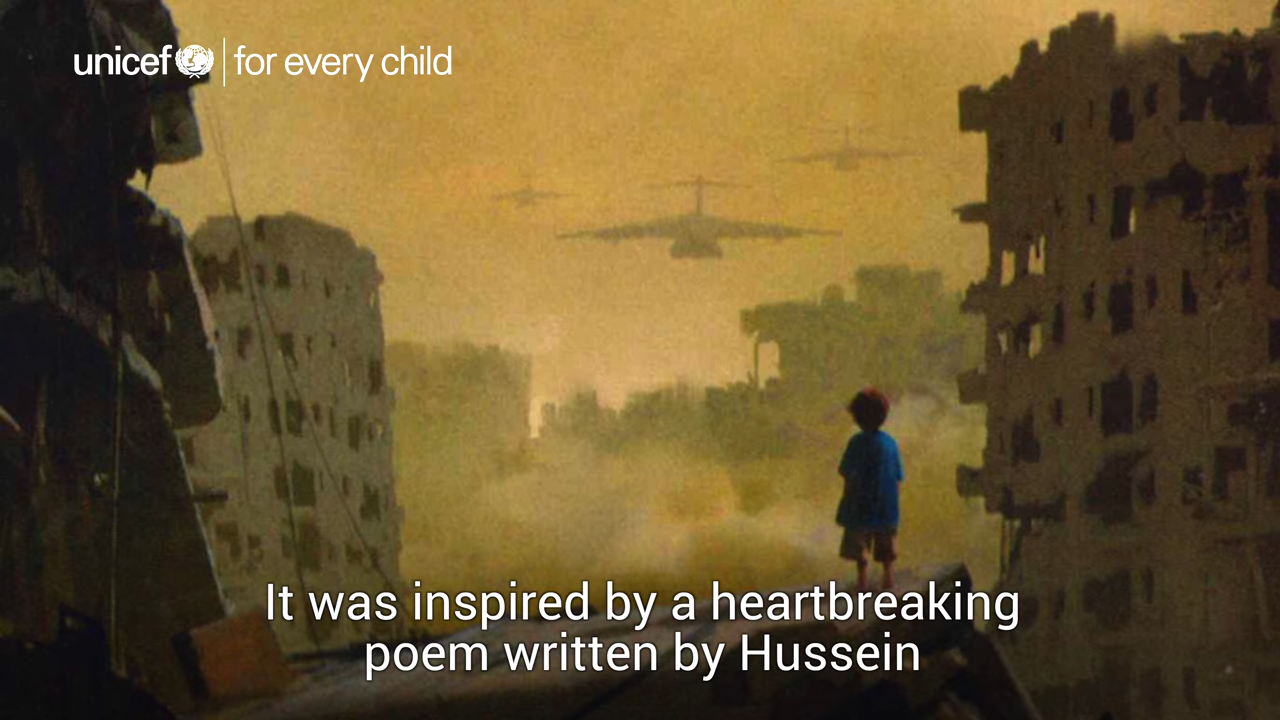 unicef for every child
It was inspired by a heartbreaking
poem written by Hussein